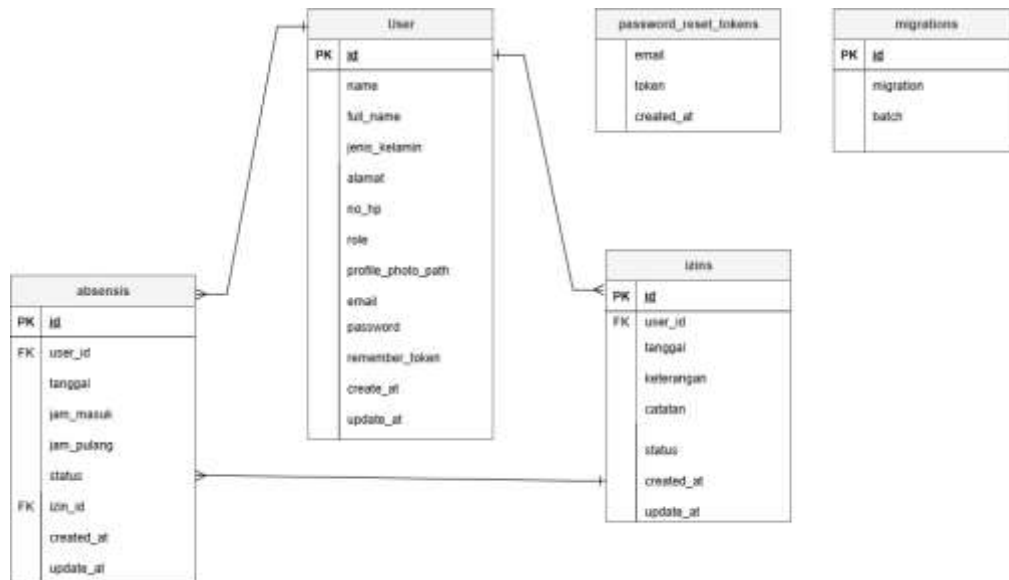 User
PK id
name
full_name
jenis_kelamin
alamat
no_hp
role
profile_photo_path
email
password
remember_token
create_at
update_at
password_reset_tokens
email
token
created_at
migrations
PK id
migration
batch
absensis
PK id
FK user_id
tanggal
jam_masuk
jam_pulang
status
FK izin_id
created_at
update_at
izins
PK id
FK user_id
tanggal
keterangan
catatan
status
created_at
update_at